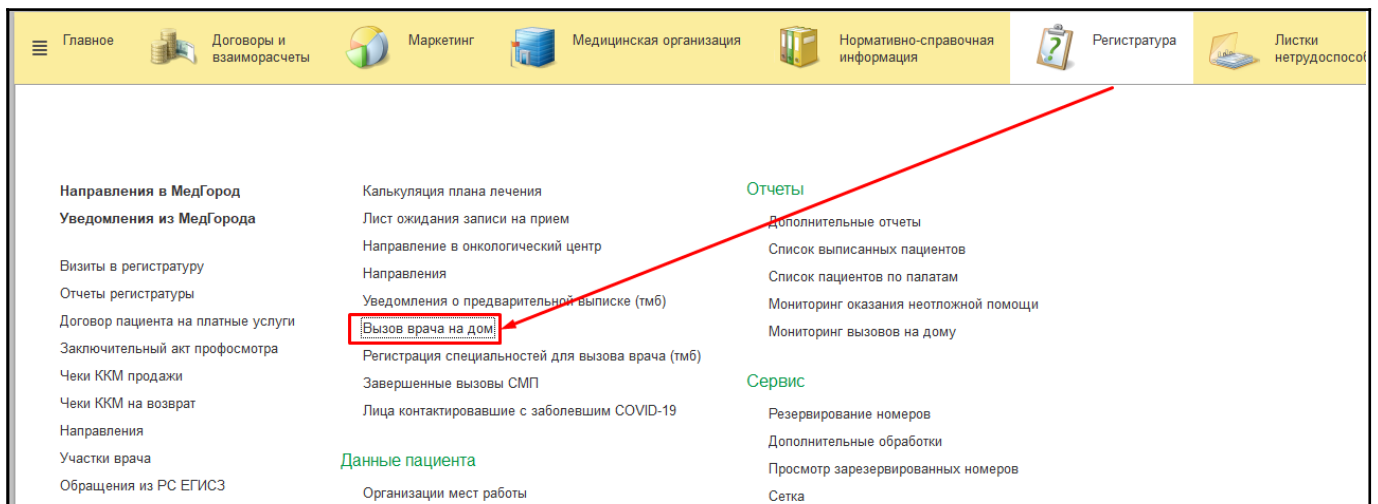 Главное
Договоры и
взаиморасчеты
Маркетинг
Медицинская организация
Нормативно-справочная
информация
Регистратура
Листки
нетрудоспособ
Направления в МедГород
Уведомления из МедГорода
Визиты в регистратуру
Отчеты регистратуры
Договор пациента на платные услуги
Заключительный акт профосмотра
Чеки ККМ продажи
Чеки ККМ на возврат
Направления
Участки врача
Обращения из РС ЕГИСЗ
Калькуляция плана лечения
Лист ожидания записи на прием
Направление в онкологический центр
Направления
Уведомления о предварительной выписке (тмб)
Вызов врача на дом
Регистрация специальностей для вызова врача (тмб)
Завершенные вызовы СМП
Лица контактировавшие с заболевшим COVID-19
Данные пациента
Организации мест работы
Отчеты
Дополнительные отчеты
Список выписанных пациентов
Список пациентов по палатам
Мониторинг оказания неотложной помощи
Мониторинг вызовов на дому
Сервис
Резервирование номеров
Дополнительные обработки
Просмотр зарезервированных номеров
Сетка